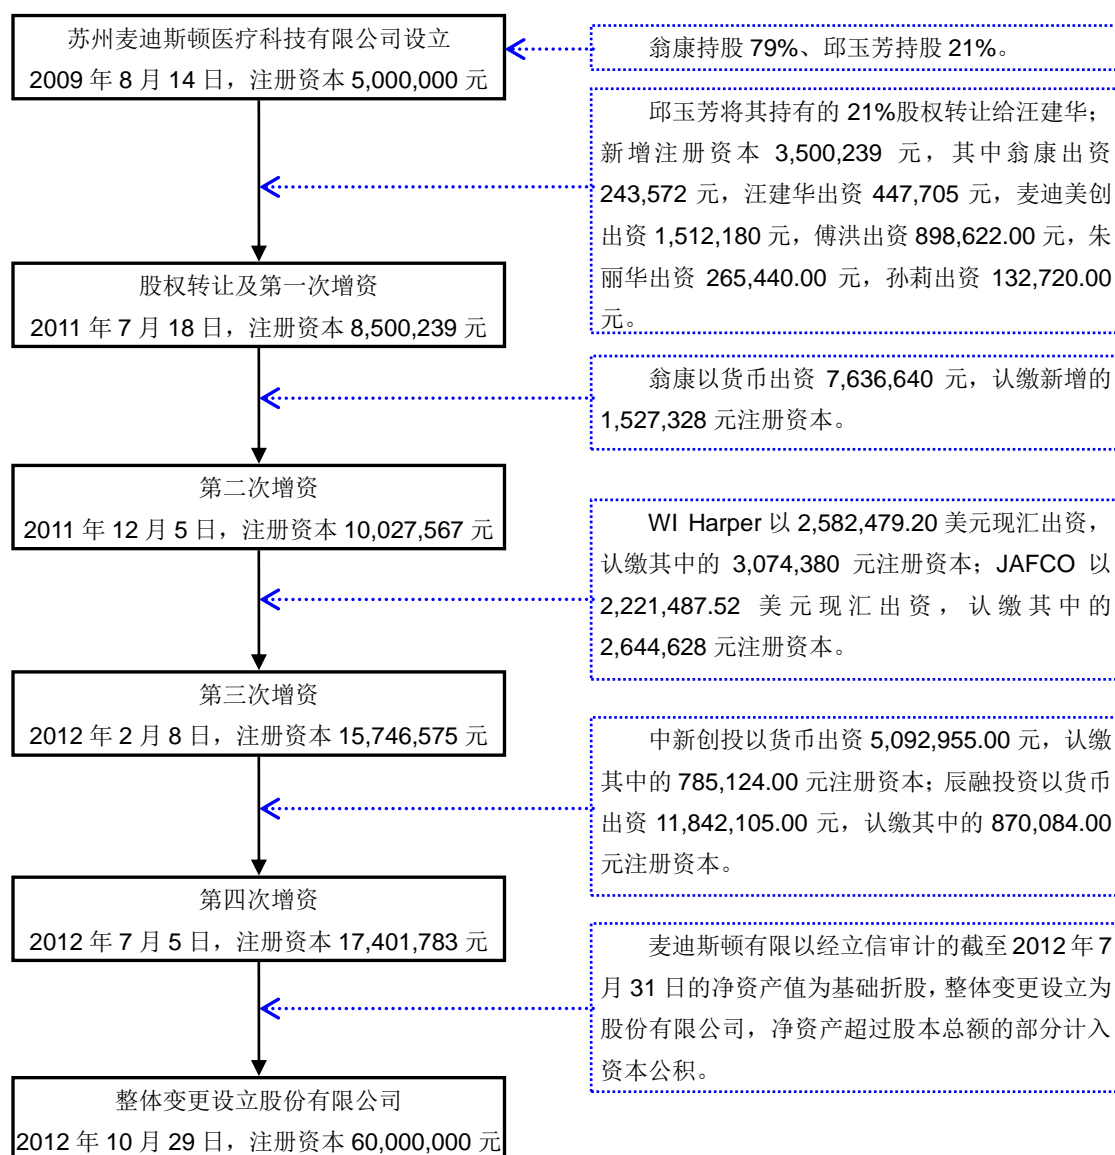 苏州麦迪斯顿医疗科技有限公司设立
2009 年 8 月 14 日，注册资本 5,000,000 元
翁康持股 79%、邱玉芳持股 21%。
邱玉芳将其持有的 21%股权转让给汪建华；
新增注册资本 3,500,239 元，其中翁康出资
243,572 元，汪建华出资 447,705 元，麦迪美创
出资 1,512,180 元，傅洪出资 898,622.00 元，朱
丽华出资 265,440.00 元，孙莉出资 132,720.00
元。
股权转让及第一次增资
2011 年 7 月 18 日，注册资本 8,500,239 元
翁康以货币出资 7,636,640 元，认缴新增的
1,527,328 元注册资本。
第二次增资
2011 年 12 月 5 日，注册资本 10,027,567 元
WI Harper 以 2,582,479.20 美元现汇出资，
认缴其中的 3,074,380 元注册资本；JAFCO 以
2,221,487.52 美元现汇出资，认缴其中的
2,644,628 元注册资本。
第三次增资
2012 年 2 月 8 日，注册资本 15,746,575 元
中新创投以货币出资 5,092,955.00 元，认缴
其中的 785,124.00 元注册资本；辰融投资以货币
出资 11,842,105.00 元，认缴其中的 870,084.00
元注册资本。
第四次增资
2012 年 7 月 5 日，注册资本 17,401,783 元
麦迪斯顿有限以经立信审计的截至 2012 年 7
月 31 日的净资产值为基础折股，整体变更设立为
股份有限公司，净资产超过股本总额的部分计入
资本公积。
整体变更设立股份有限公司
2012 年 10 月 29 日，注册资本 60,000,000 元